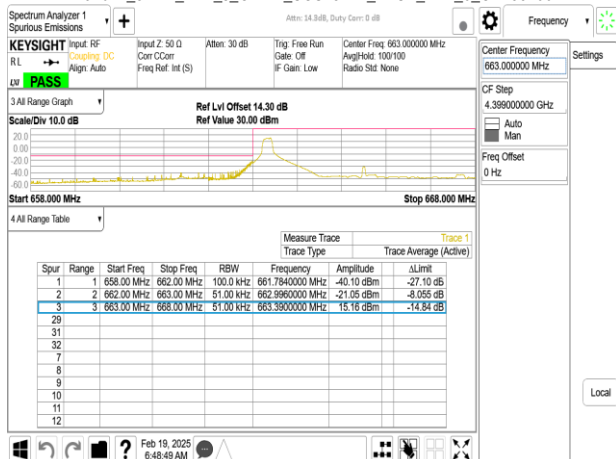 Spectrum Analyzer 1
Spurious Emissions
Attn: 14.3dB, Duty Corr: 0 dB
Frequency
Settings
KEYSIGHT
RL
Input: RF
Coupling: DC
Align: Auto
Input Z: 50 Ω
Corr CCorr
Freq Ref: Int (S)
Atten: 30 dB
Trig: Free Run
Gate: Off
IF Gain: Low
Center Freq: 663.000000 MHz
Avg|Hold: 100/100
Radio Std: None
PASS
Center Frequency
663.000000 MHz
CF Step
4.399000000 GHz
Auto
Man
Freq Offset
0 Hz
Local
3 All Range Graph
Scale/Div 10.0 dB
Ref Lvl Offset 14.30 dB
Ref Value 30.00 dBm
20.0
0.00
-20.0
-40.0
-60.0
Start 658.000 MHz
Stop 668.000 MHz
4 All Range Table
Measure Trace Trace 1
Trace Type Trace Average (Active)
Spur Range Start Freq Stop Freq RBW Frequency Amplitude ΔLimit
1 1 658.00 MHz 662.00 MHz 100.0 kHz 661.7840000 MHz -40.10 dBm -27.10 dB
2 2 662.00 MHz 663.00 MHz 51.00 kHz 662.9960000 MHz -21.05 dBm -8.055 dB
3 3 663.00 MHz 668.00 MHz 51.00 kHz 663.3900000 MHz 15.16 dBm -14.84 dB
29
31
32
7
8
9
10
11
12
?
Feb 19, 2025
6:48:49 AM